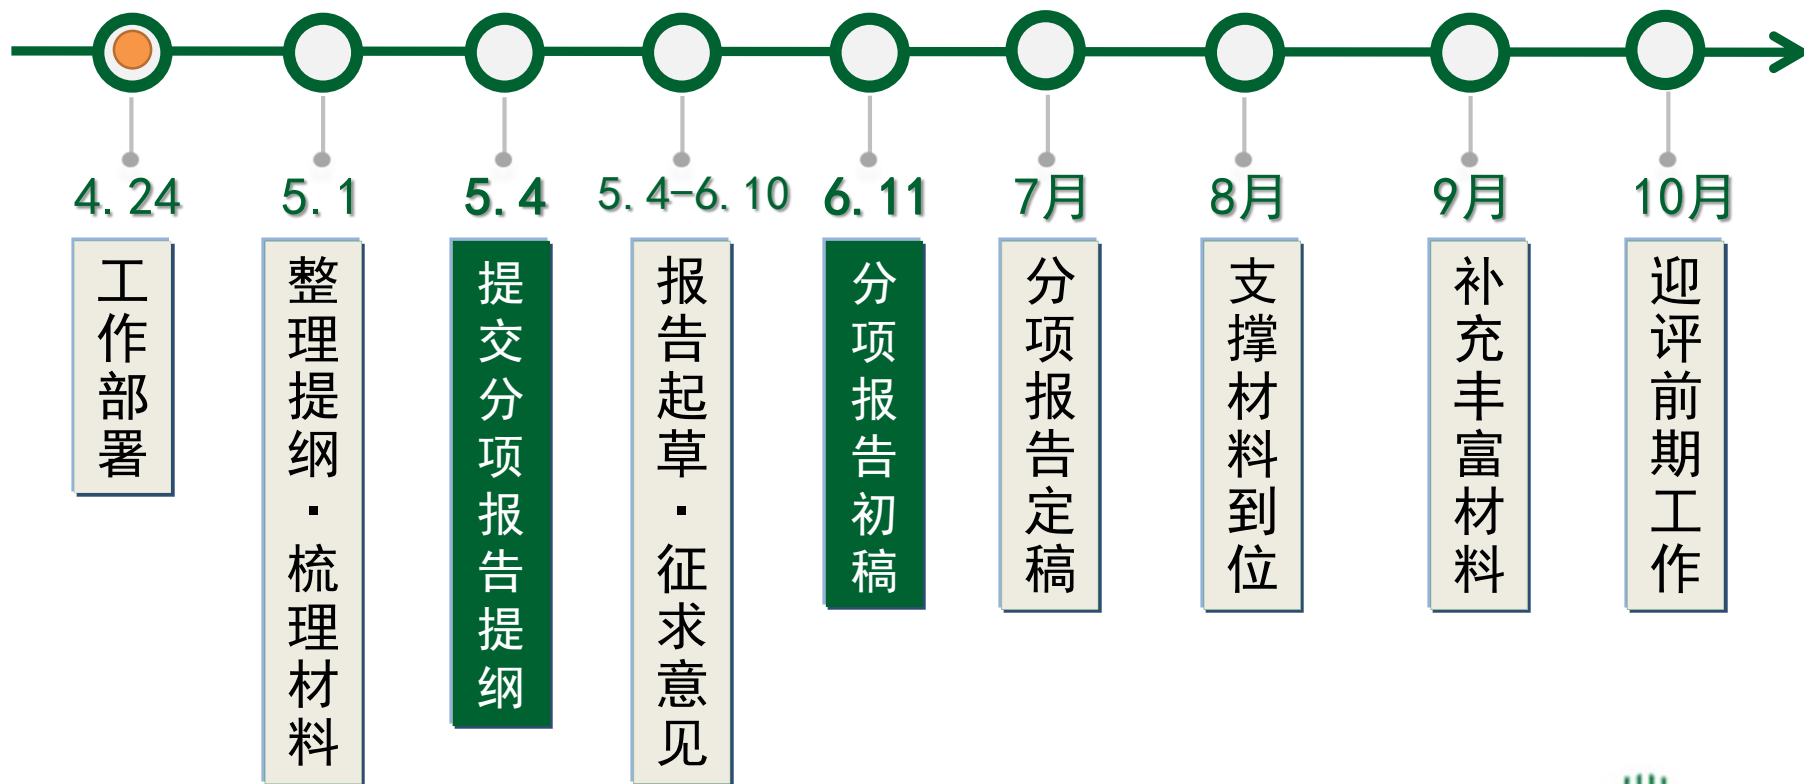 4.24
5.1
5.4
5.4-6.10
6.11
7月
8月
9月
10月
工作部署
整理提纲·梳理材料
提交分项报告提纲
报告起草·征求意见
分项报告初稿
分项报告定稿
支撑材料到位
补充丰富材料
迎评前期工作